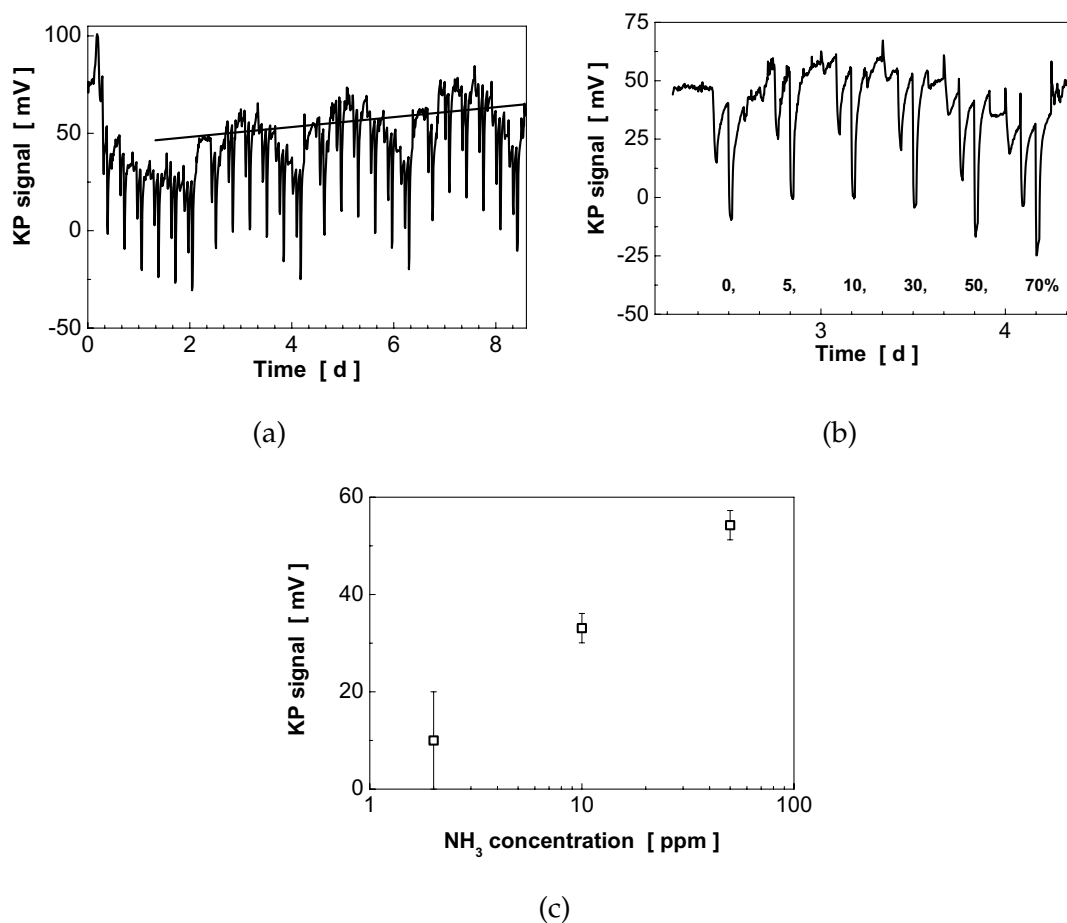 100
50
0
-50
0 2 4 6 8
KP signal [ mV ]
Time [ d ]
(a)
75
50
25
0
-25
-50
0, 5, 10, 30, 50, 70%
3 4
KP signal [ mV ]
Time [ d ]
(b)
60
40
20
0
1 10 100
KP signal [ mV ]
NH₃ concentration [ ppm ]
(c)